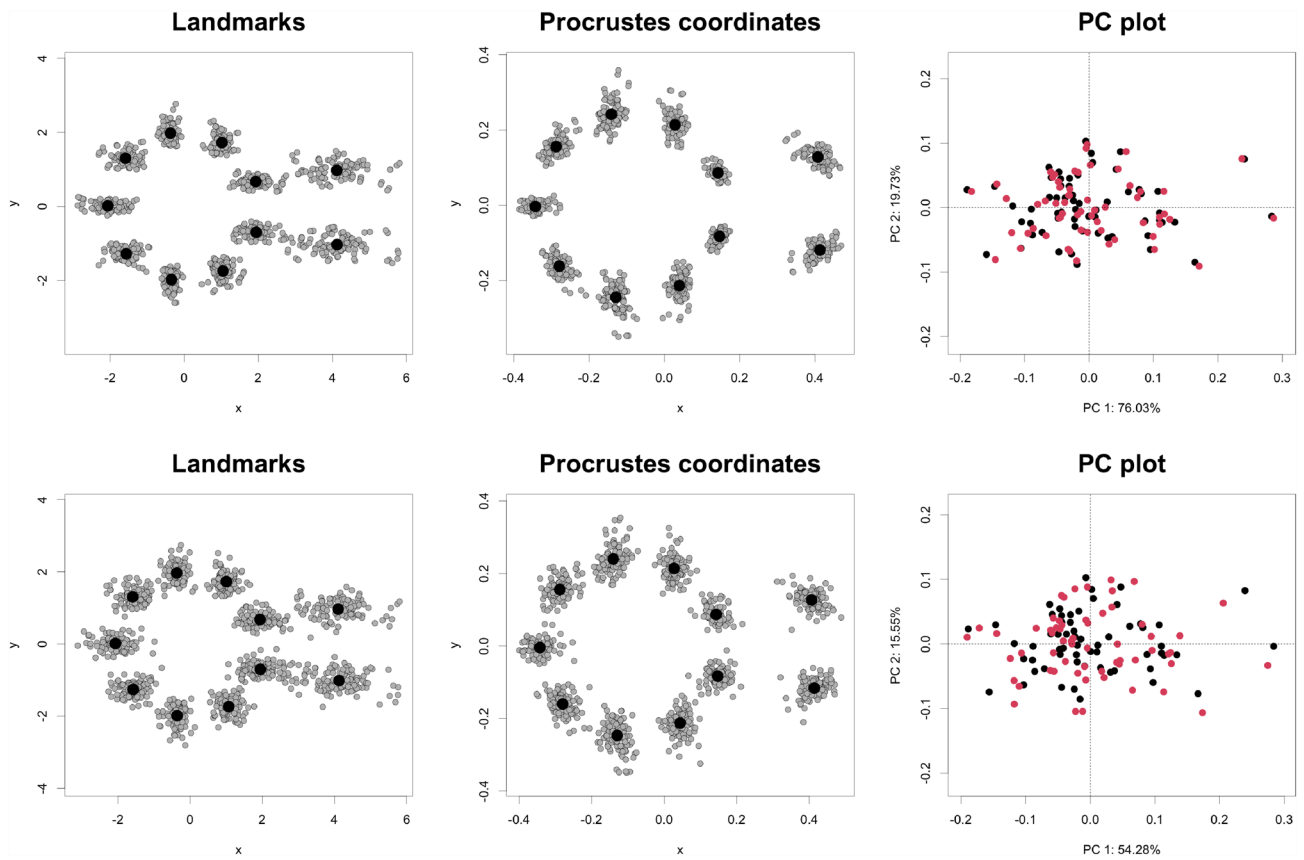 Landmarks Procrustes coordinates PC plot
4
2
0
-2
y
-2 0 2 4 6
x
0.4
0.2
0.0
-0.2
y
-0.4 -0.2 0.0 0.2 0.4
x
0.2
0.1
0.0
-0.1
-0.2
PC 2: 19.73%
-0.2 -0.1 0.0 0.1 0.2 0.3
PC 1: 76.03%
Landmarks Procrustes coordinates PC plot
4
2
0
-2
-4
y
-2 0 2 4 6
x
0.4
0.2
0.0
-0.2
-0.4
y
-0.4 -0.2 0.0 0.2 0.4
x
0.2
0.1
0.0
-0.1
-0.2
PC 2: 15.55%
-0.2 -0.1 0.0 0.1 0.2 0.3
PC 1: 54.28%